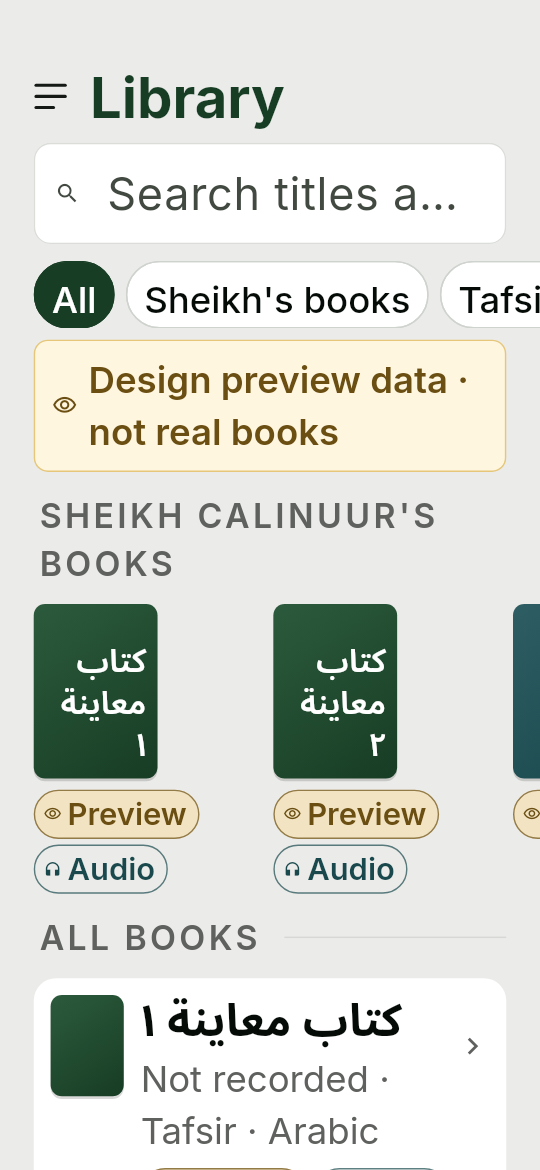 Library
Search titles a...
All
Sheikh's books
Tafsi
Design preview data ·
not real books
SHEIKH CALINUUR'S
BOOKS
كتاب
معاينة
١
كتاب
معاينة
٢
Preview
Preview
Audio
Audio
ALL BOOKS
كتاب معاينة ١
Not recorded ·
Tafsir · Arabic